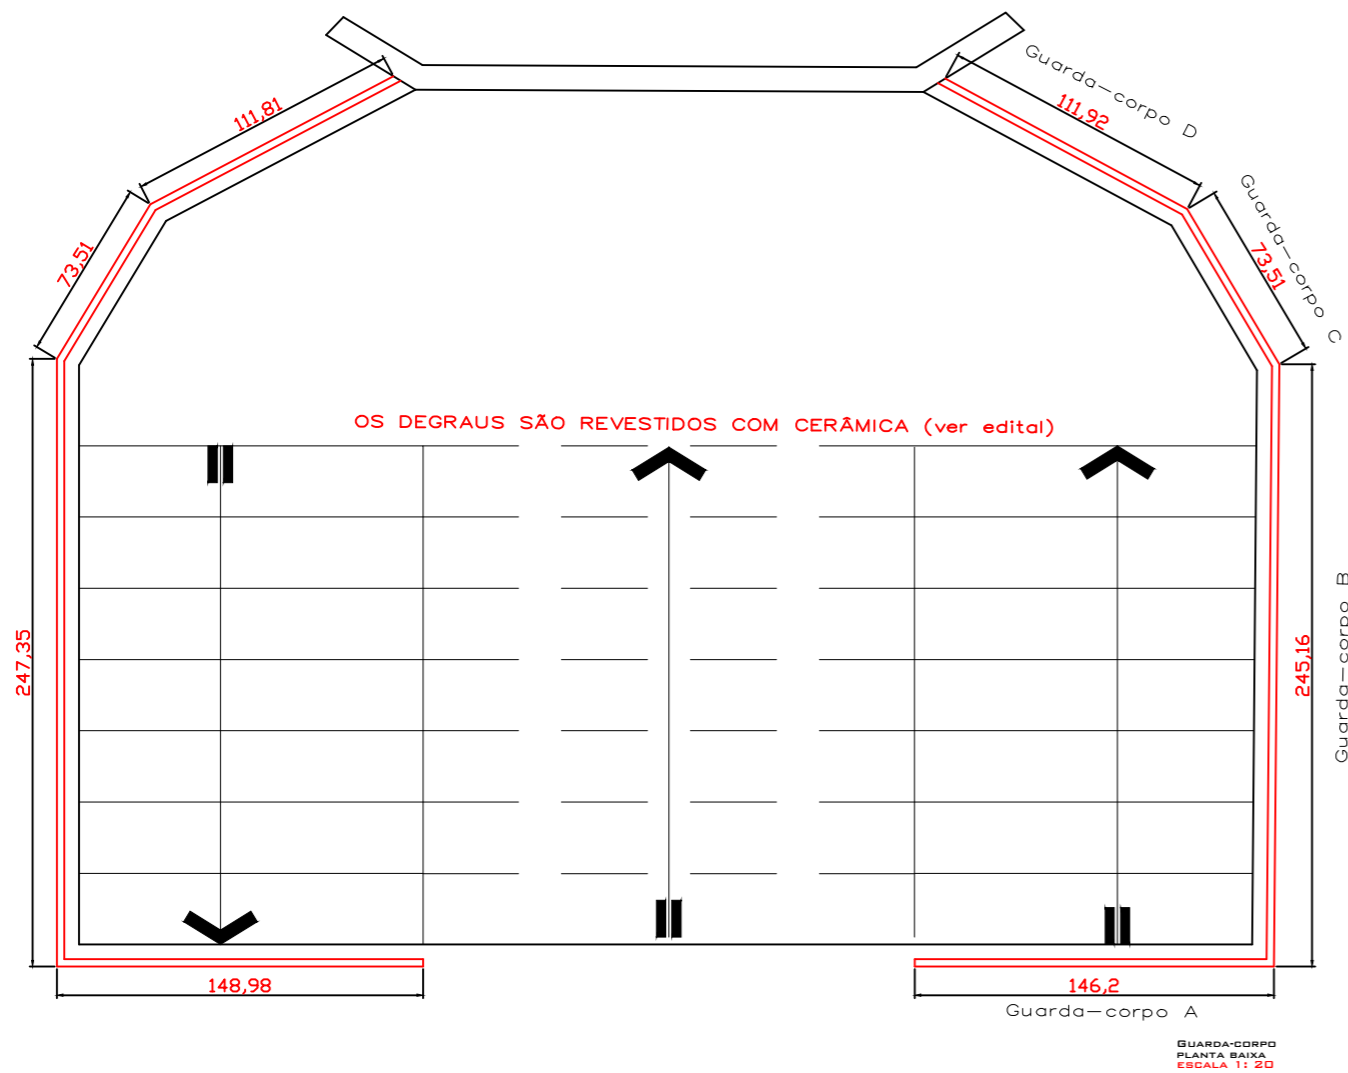 Guarda-corpo D
111,81
111,92
Guarda-corpo C
73,51
73,51
OS DEGRAUS SÃO REVESTIDOS COM CERÂMICA (ver edital)
247,35
245,16
Guarda-corpo B
148,98
146,2
Guarda-corpo A
GUARDA-CORPO
PLANTA BAIXA
ESCALA 1: 20